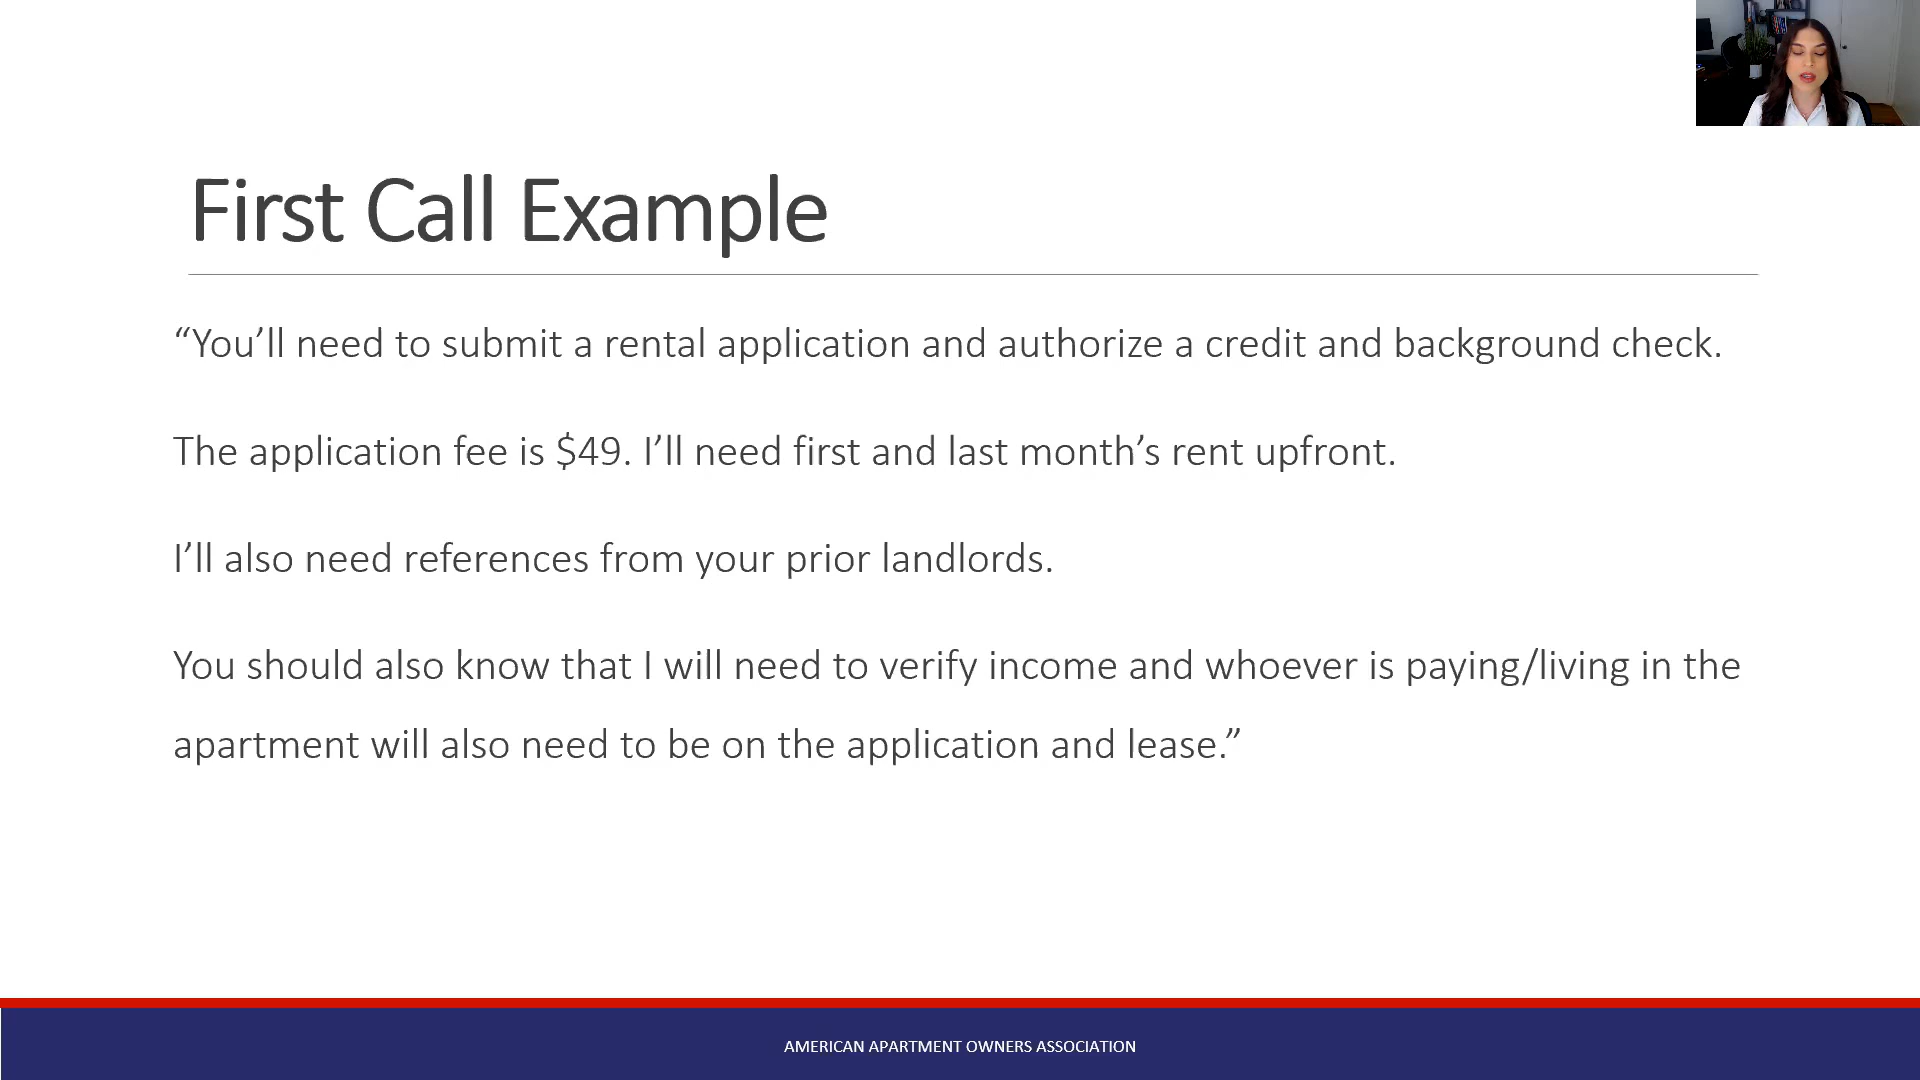 First Call Example
“You’ll need to submit a rental application and authorize a credit and background check.
The application fee is $49. I’ll need first and last month’s rent upfront.
I’ll also need references from your prior landlords.
You should also know that I will need to verify income and whoever is paying/living in the
apartment will also need to be on the application and lease.”
AMERICAN APARTMENT OWNERS ASSOCIATION